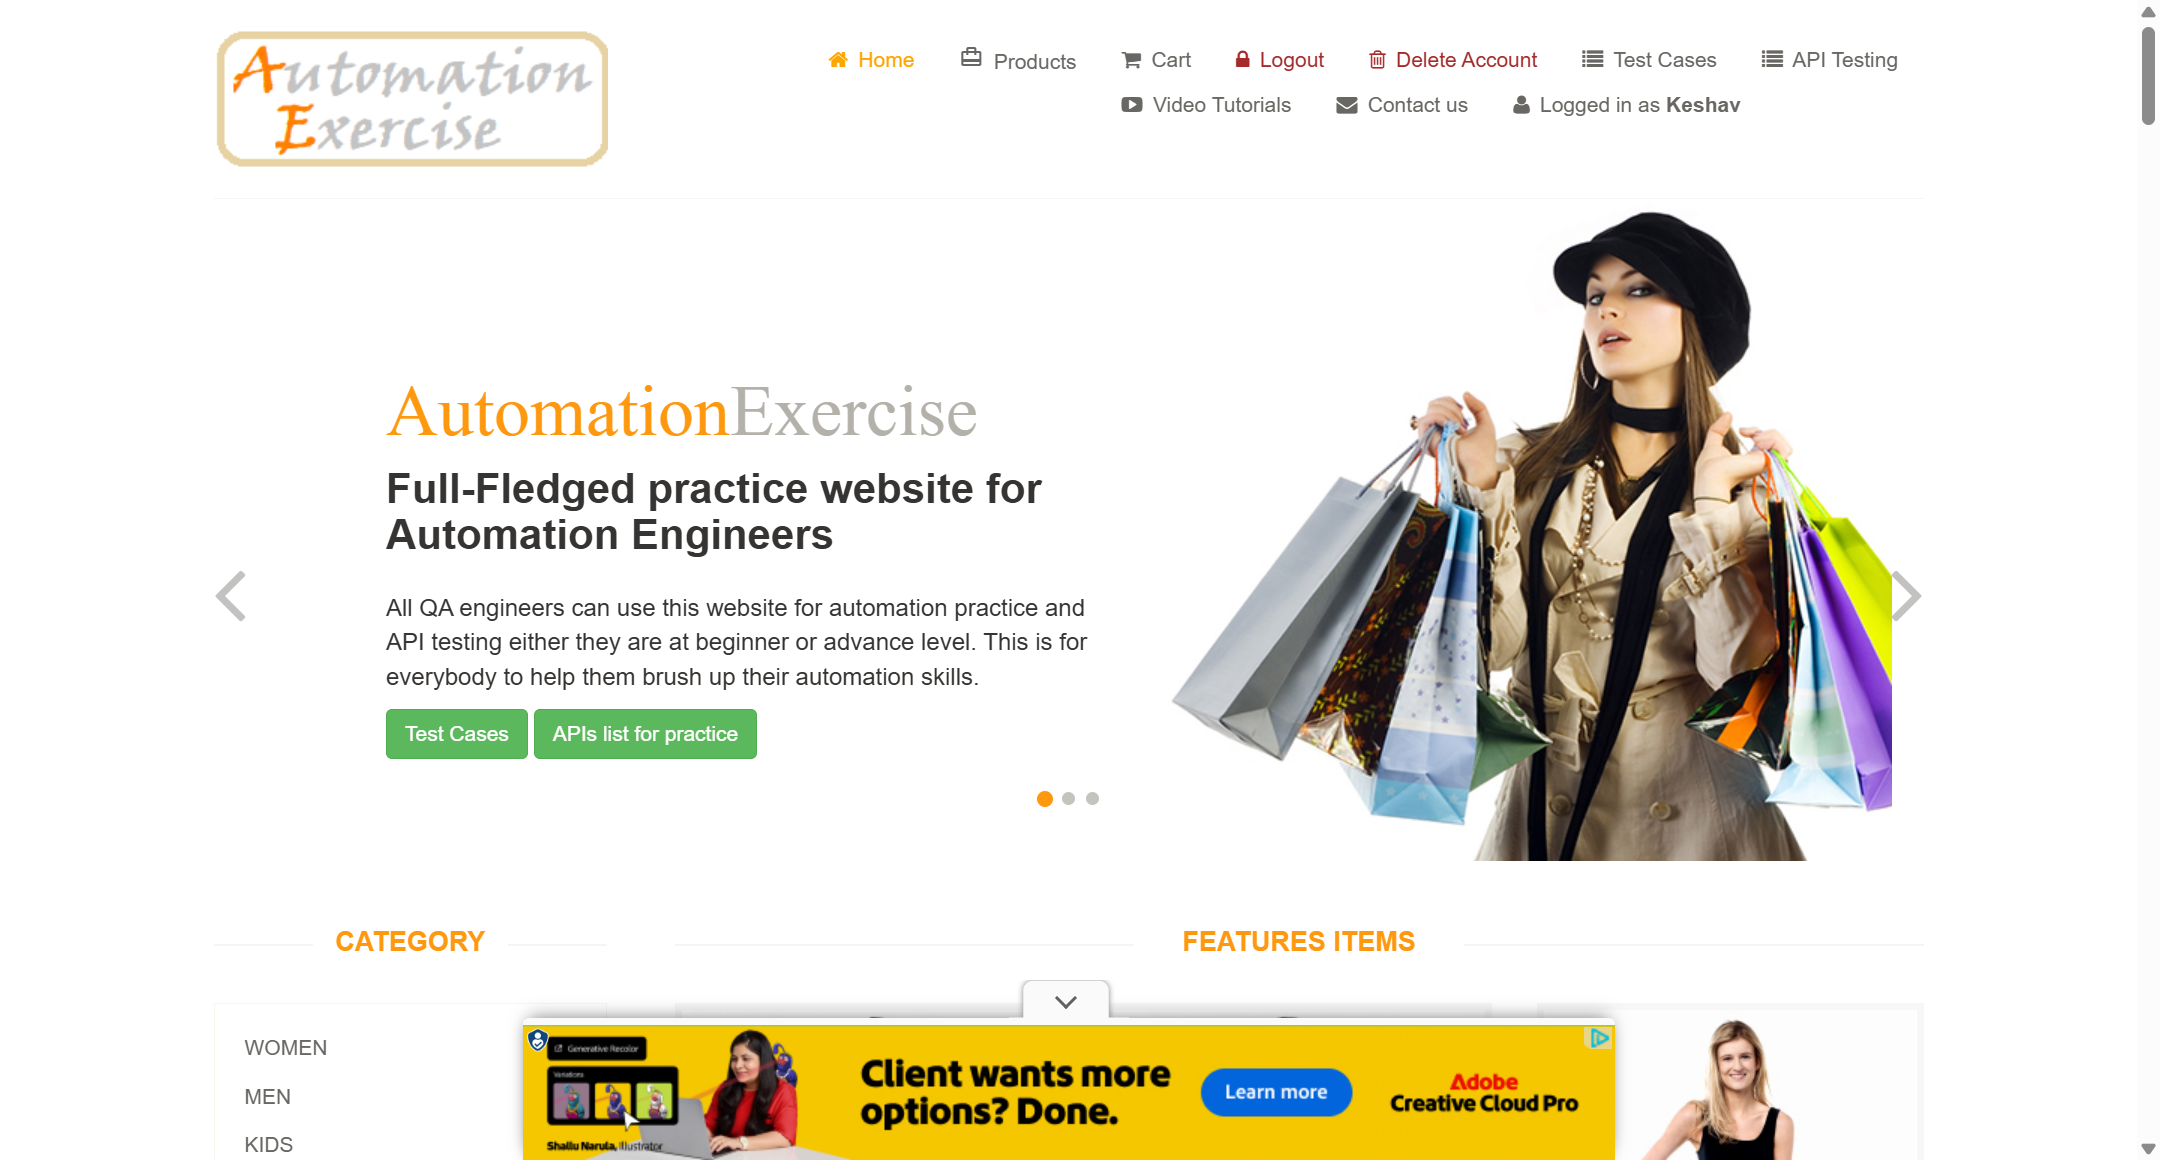 Automation
Exercise
Home
Products
Cart
Logout
Delete Account
Test Cases
API Testing
Video Tutorials
Contact us
Logged in as Keshav
AutomationExercise
Full-Fledged practice website for
Automation Engineers
All QA engineers can use this website for automation practice and
API testing either they are at beginner or advance level. This is for
everybody to help them brush up their automation skills.
Test Cases
APIs list for practice
CATEGORY
FEATURES ITEMS
WOMEN
MEN
KIDS
Generative Recolor
Variations
Shallu Narula, Illustrator
Client wants more
options? Done.
Learn more
Adobe
Creative Cloud Pro